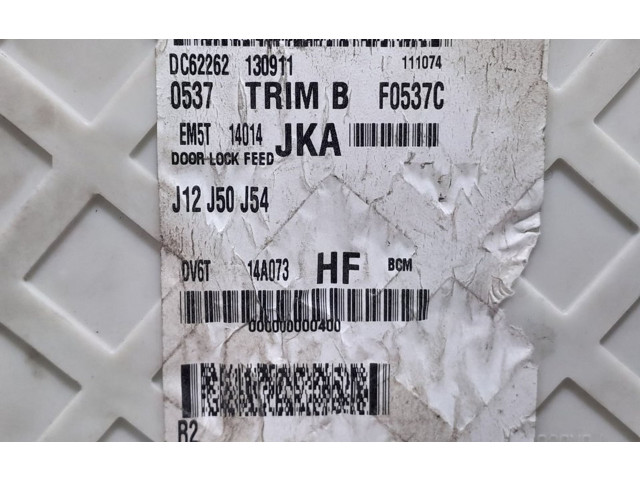 DC62262 130911 111074
0537 TRIM B F0537C
EM5T 14014 JKA
DOOR LOCK FEED
J12 J50 J54
DV6T 14A073 HF BCM
000000000400
R2